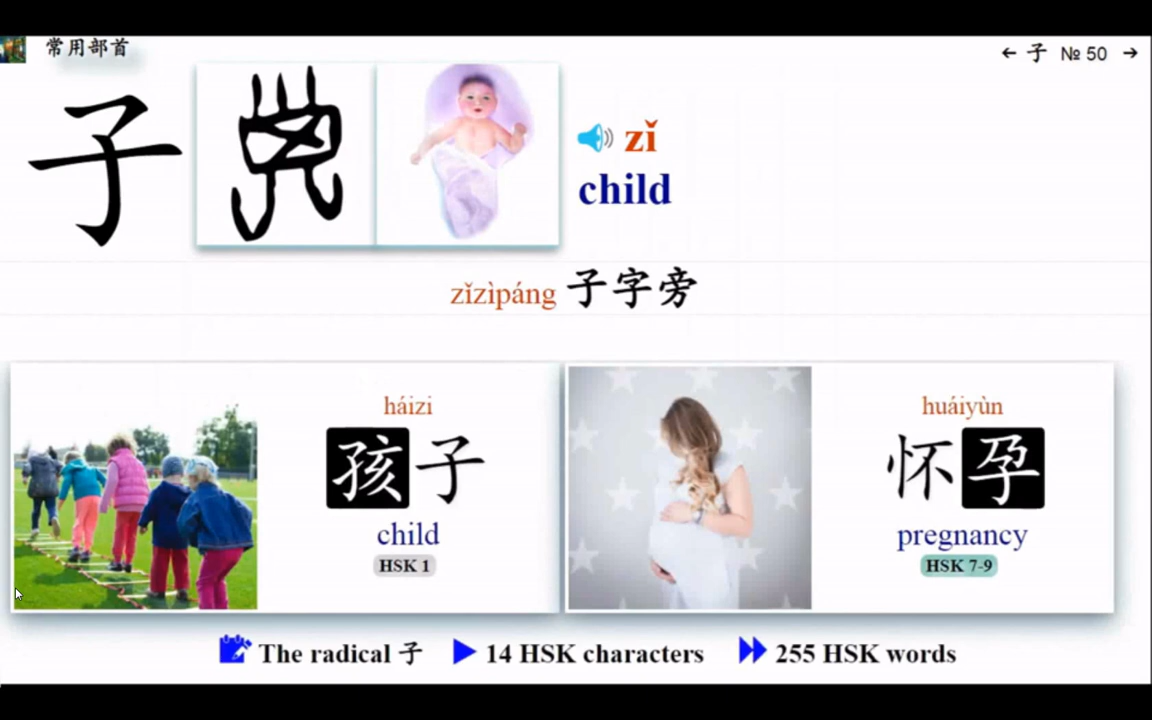 常用部首
← 子 № 50 →
子
zǐ
child
zǐzìpáng 子字旁
háizi
孩子
child
HSK 1
huáiyùn
怀孕
pregnancy
HSK 7-9
The radical 子
14 HSK characters
255 HSK words